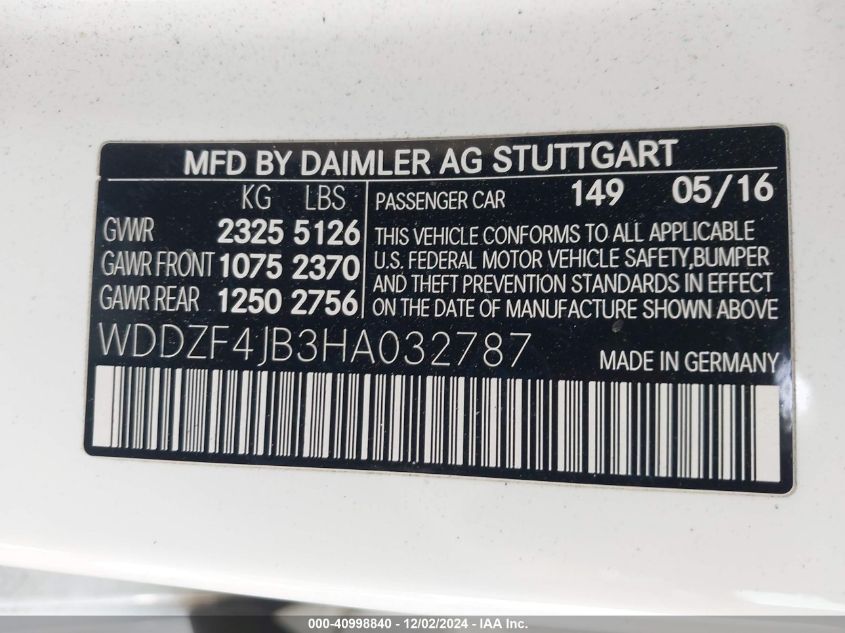 MFD BY DAIMLER AG STUTTGART
KG LBS
GVWR 2325 5126
GAWR FRONT 1075 2370
GAWR REAR 1250 2756
PASSENGER CAR 149 05/16
THIS VEHICLE CONFORMS TO ALL APPLICABLE
U.S. FEDERAL MOTOR VEHICLE SAFETY,BUMPER
AND THEFT PREVENTION STANDARDS IN EFFECT
ON THE DATE OF MANUFACTURE SHOWN ABOVE
WDDZF4JB3HA032787 MADE IN GERMANY
000-40998840 - 12/02/2024 - IAA Inc.